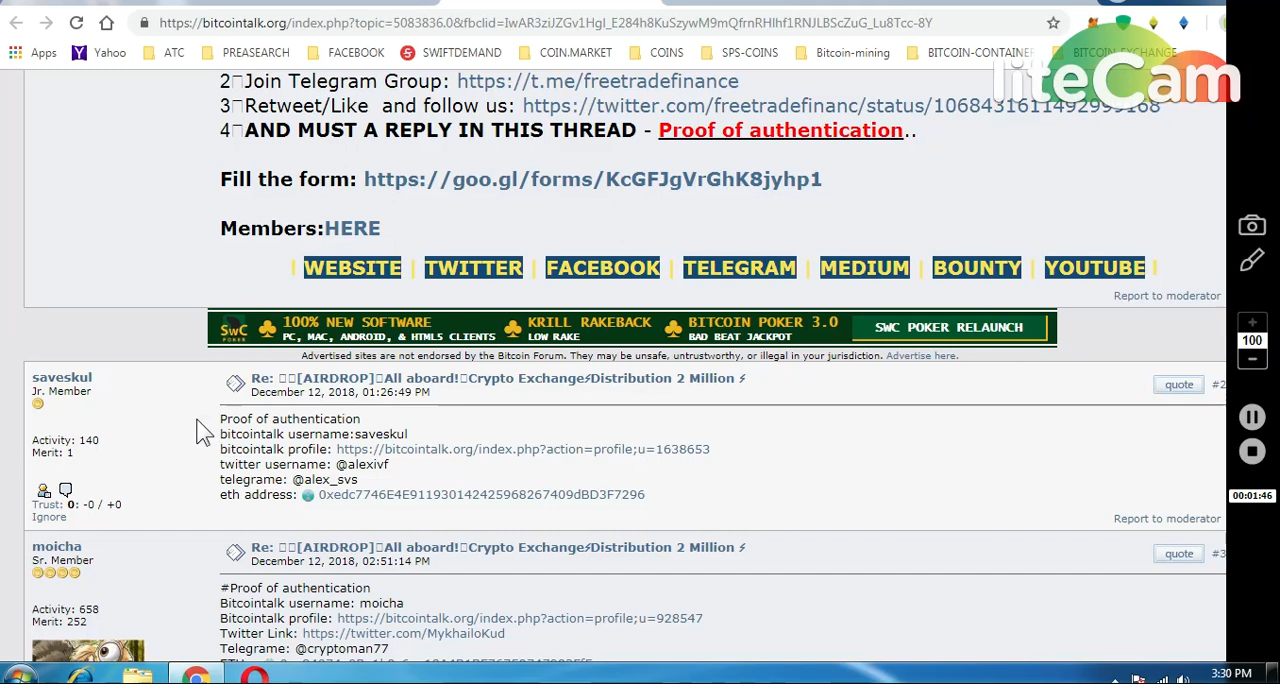 https://bitcointalk.org/index.php?topic=5083836.0&fbclid=IwAR3ziJZGv1HgI_E284h8KuSzywM9mQfrnRHIhf1RNJLBScZuG_Lu8Tcc-8Y
Apps Yahoo ATC PREASEARCH FACEBOOK SWIFTDEMAND COIN.MARKET COINS SPS-COINS Bitcoin-mining BITCOIN-CONTAINER BITCOIN-EXCHANGE
liteCam
2 Join Telegram Group: https://t.me/freetradefinance
3 Retweet/Like and follow us: https://twitter.com/freetradefinanc/status/1068431611492999168
4 AND MUST A REPLY IN THIS THREAD - Proof of authentication..
Fill the form: https://goo.gl/forms/KcGFJgVrGhK8jyhp1
Members:HERE
| WEBSITE | TWITTER | FACEBOOK | TELEGRAM | MEDIUM | BOUNTY | YOUTUBE |
Report to moderator
SwC POKER 100% NEW SOFTWARE KRILL RAKEBACK BITCOIN POKER 3.0 SWC POKER RELAUNCH
PC, MAC, ANDROID, & HTML5 CLIENTS LOW RAKE BAD BEAT JACKPOT
Advertised sites are not endorsed by the Bitcoin Forum. They may be unsafe, untrustworthy, or illegal in your jurisdiction. Advertise here.
saveskul
Jr. Member
Activity: 140
Merit: 1
Trust: 0: -0 / +0
Ignore
Re: [AIRDROP] All aboard! Crypto Exchange⚡Distribution 2 Million ⚡
December 12, 2018, 01:26:49 PM
quote #2
Proof of authentication
bitcointalk username:saveskul
bitcointalk profile: https://bitcointalk.org/index.php?action=profile;u=1638653
twitter username: @alexivf
telegrame: @alex_svs
eth address: 0xedc7746E4E911930142425968267409dBD3F7296
Report to moderator
moicha
Sr. Member
Activity: 658
Merit: 252
Re: [AIRDROP] All aboard! Crypto Exchange⚡Distribution 2 Million ⚡
December 12, 2018, 02:51:14 PM
quote #3
#Proof of authentication
Bitcointalk username: moicha
Bitcointalk profile: https://bitcointalk.org/index.php?action=profile;u=928547
Twitter Link: https://twitter.com/MykhailoKud
Telegrame: @cryptoman77
100
00:01:46
3:30 PM